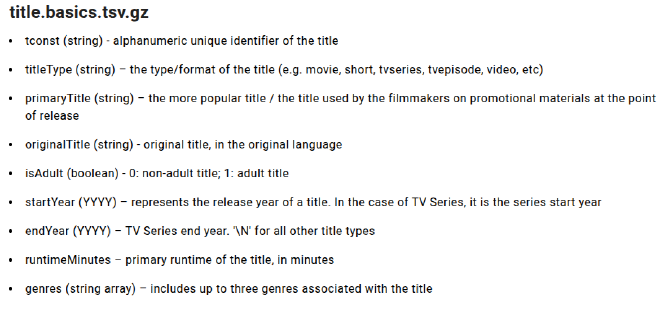 title.basics.tsv.gz
• tconst (string) - alphanumeric unique identifier of the title
• titleType (string) – the type/format of the title (e.g. movie, short, tvseries, tvepisode, video, etc)
• primaryTitle (string) – the more popular title / the title used by the filmmakers on promotional materials at the point
of release
• originalTitle (string) - original title, in the original language
• isAdult (boolean) - 0: non-adult title; 1: adult title
• startYear (YYYY) – represents the release year of a title. In the case of TV Series, it is the series start year
• endYear (YYYY) – TV Series end year. '\N' for all other title types
• runtimeMinutes – primary runtime of the title, in minutes
• genres (string array) – includes up to three genres associated with the title